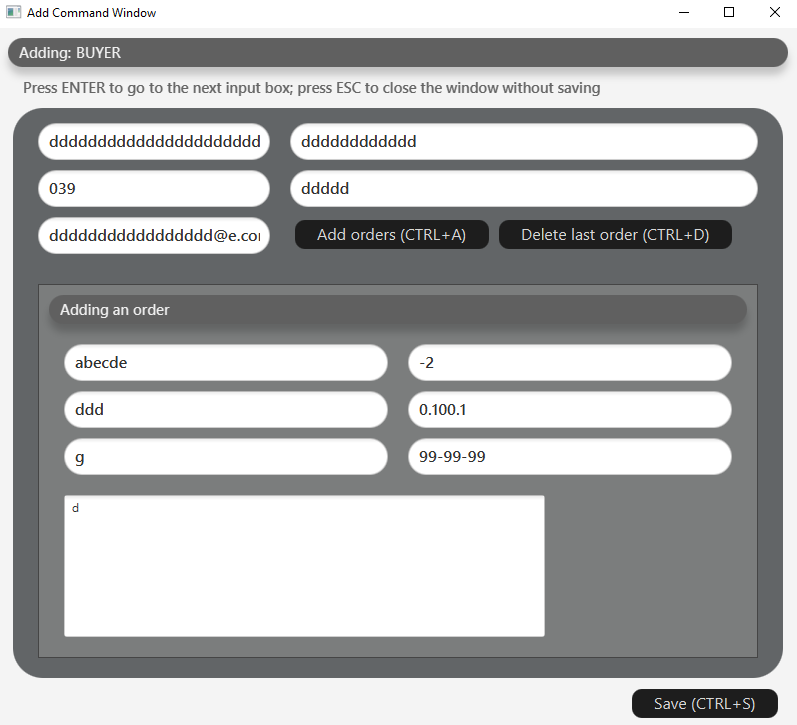 Add Command Window
Adding: BUYER
Press ENTER to go to the next input box; press ESC to close the window without saving
dddddddddddddddddddddd
dddddddddddd
039
ddddd
ddddddddddddddddd@e.co
Add orders (CTRL+A)
Delete last order (CTRL+D)
Adding an order
abecde
-2
ddd
0.100.1
g
99-99-99
d
Save (CTRL+S)